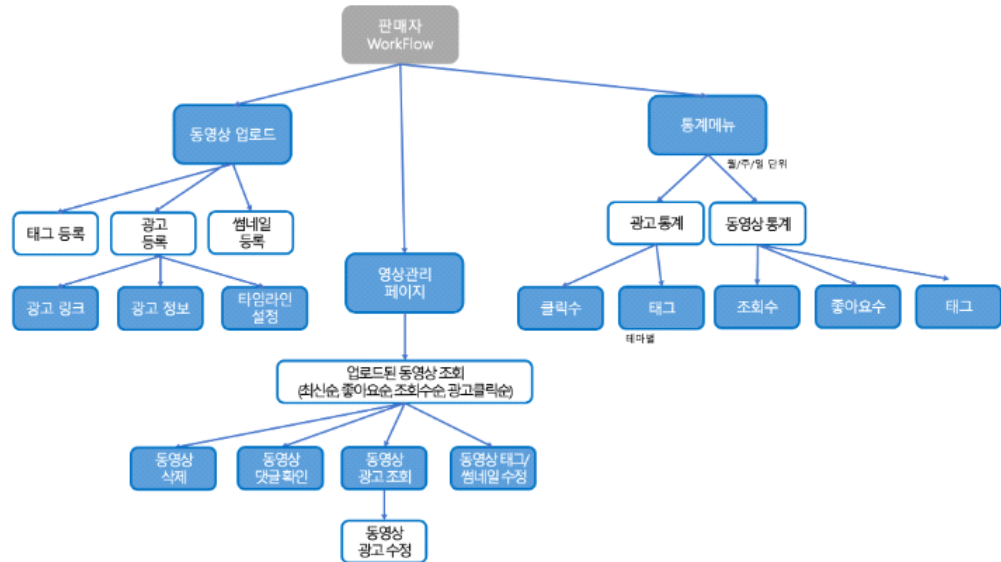 판매자
WorkFlow
동영상 업로드
통계메뉴
월/주/일 단위
태그 등록
광고
등록
썸네일
등록
광고 통계
동영상 통계
영상관리
페이지
광고 링크
광고 정보
타임라인
설정
클릭수
태그
조회수
좋아요수
태그
테마별
업로드된 동영상 조회
(최신순, 좋아요순, 조회수순, 광고클릭순)
동영상
삭제
동영상
댓글 확인
동영상
광고 조회
동영상 태그/
썸네일 수정
동영상
광고 수정